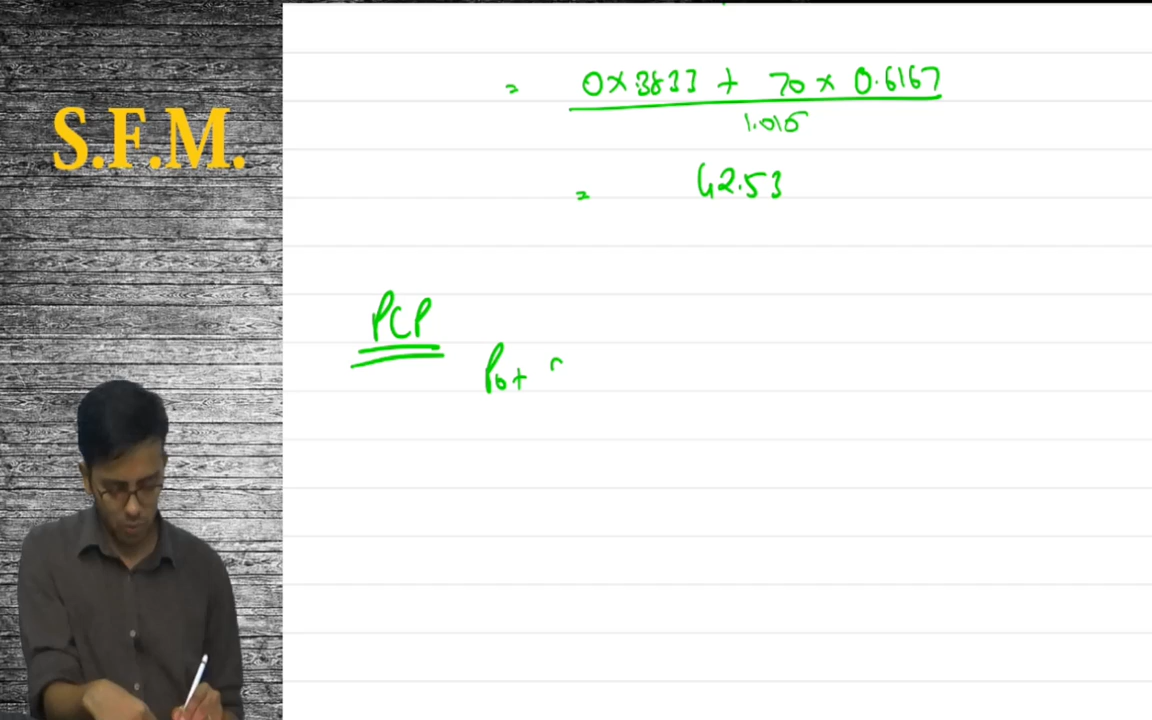 S.F.M.
= 0 × .3833 + 70 × 0.6167
1.015
= 42.53
PCP
P0 +